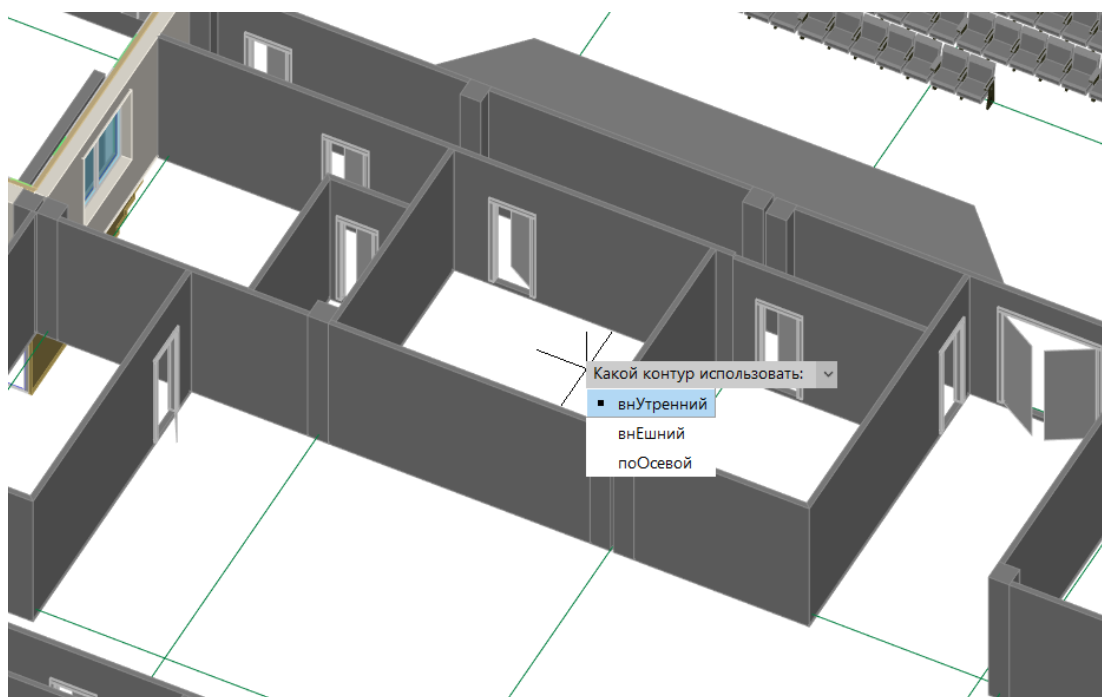 Какой контур использовать:
внУтренний
внЕшний
поОсевой